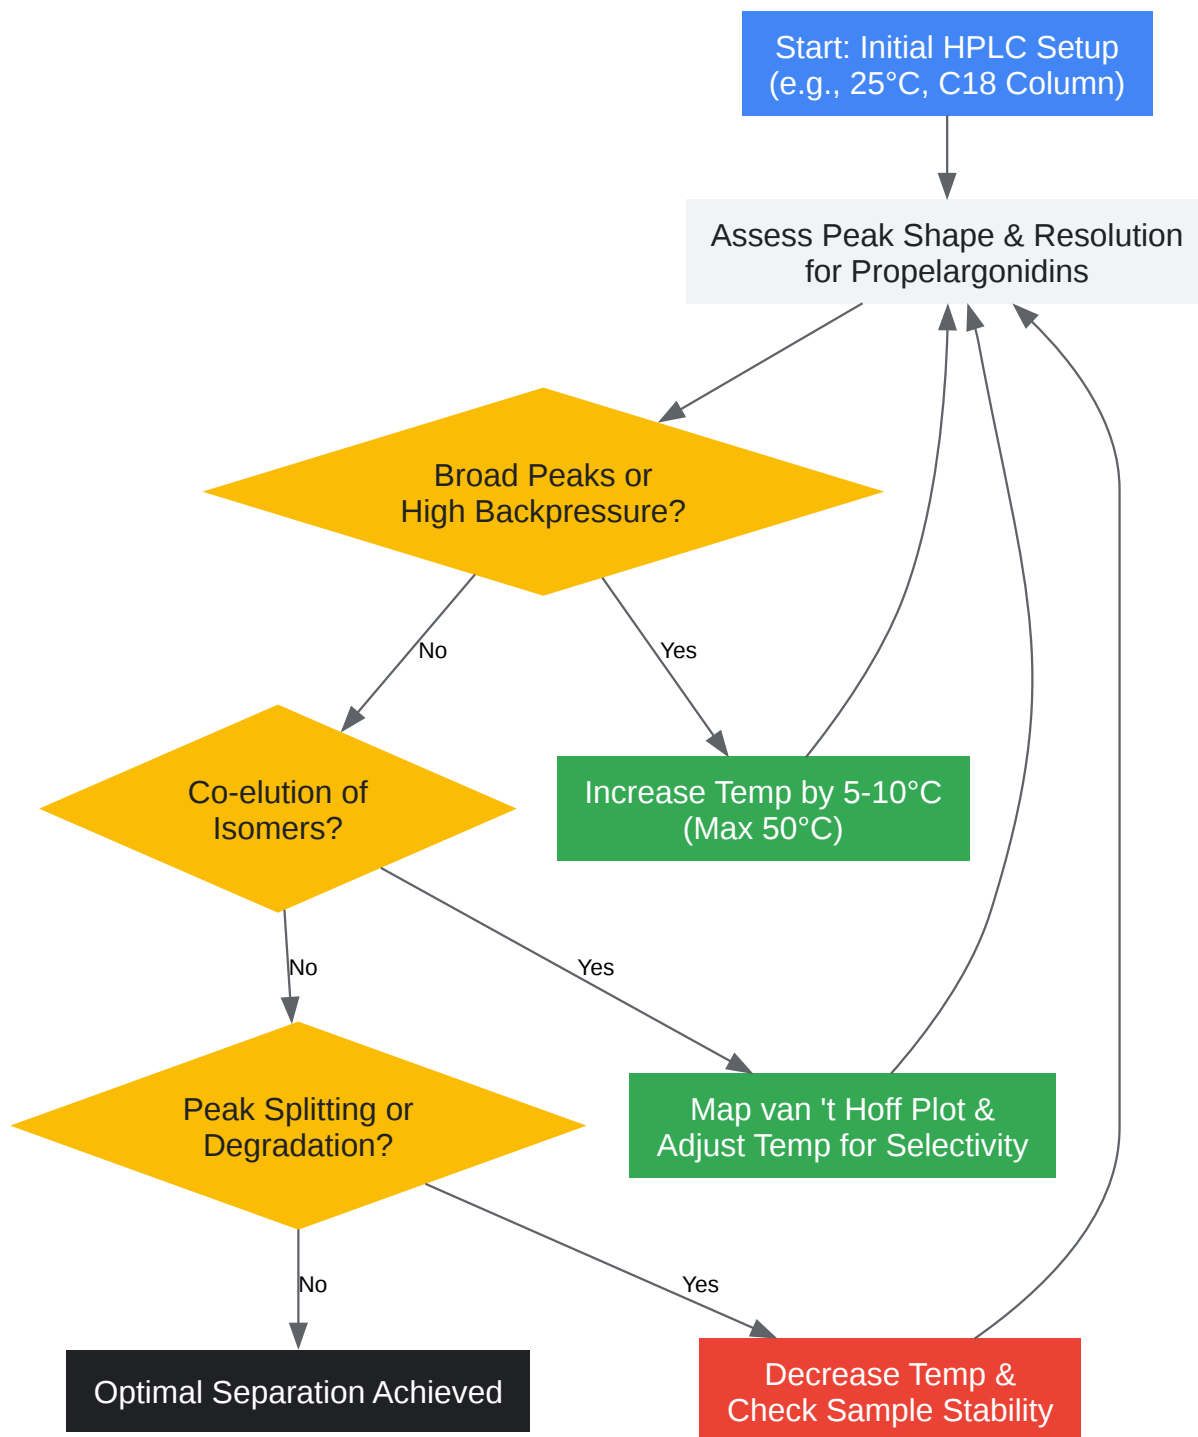 Start: Initial HPLC Setup
(e.g., 25°C, C18 Column)
Assess Peak Shape & Resolution
for Propelargonidins
Broad Peaks or
High Backpressure?
No
Yes
Co-elution of
Isomers?
Increase Temp by 5-10°C
(Max 50°C)
No
Yes
Peak Splitting or
Degradation?
Map van 't Hoff Plot &
Adjust Temp for Selectivity
No
Yes
Optimal Separation Achieved
Decrease Temp &
Check Sample Stability